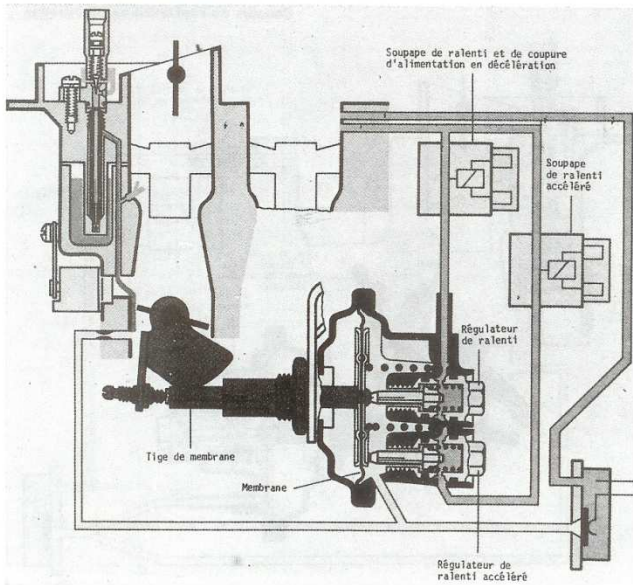 Soupape de ralenti et de coupure
d'alimentation en décélération
Soupape
de ralenti
accéléré
Régulateur
de ralenti
Tige de membrane
Membrane
Régulateur de
ralenti accéléré